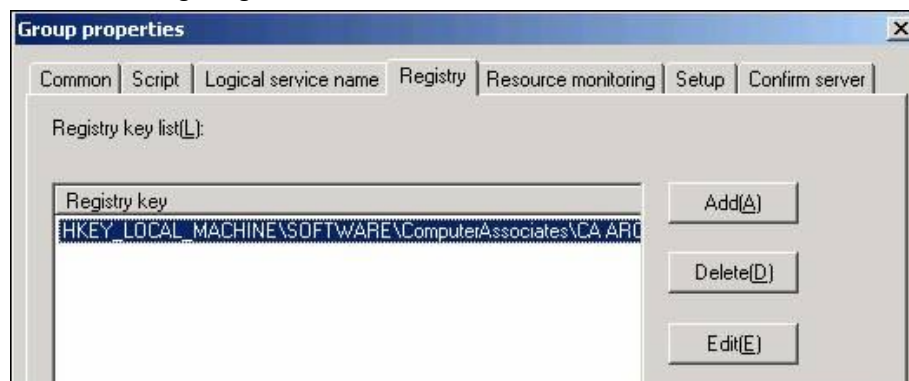 Group properties
Common Script Logical service name Registry Resource monitoring Setup Confirm server
Registry key list(L):
Registry key
Add(A)
HKEY_LOCAL_MACHINE\SOFTWARE\ComputerAssociates\CA ARC
Delete(D)
Edit(E)